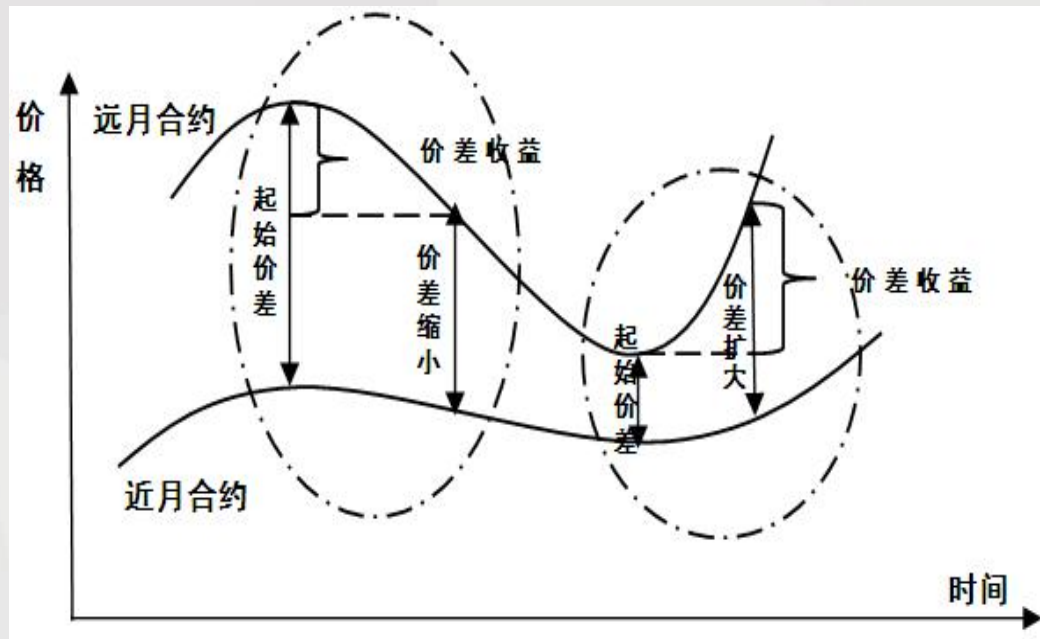 价格
远月合约
价差收益
起始价差
价差缩小
价差收益
起始价差
价差扩大
近月合约
时间